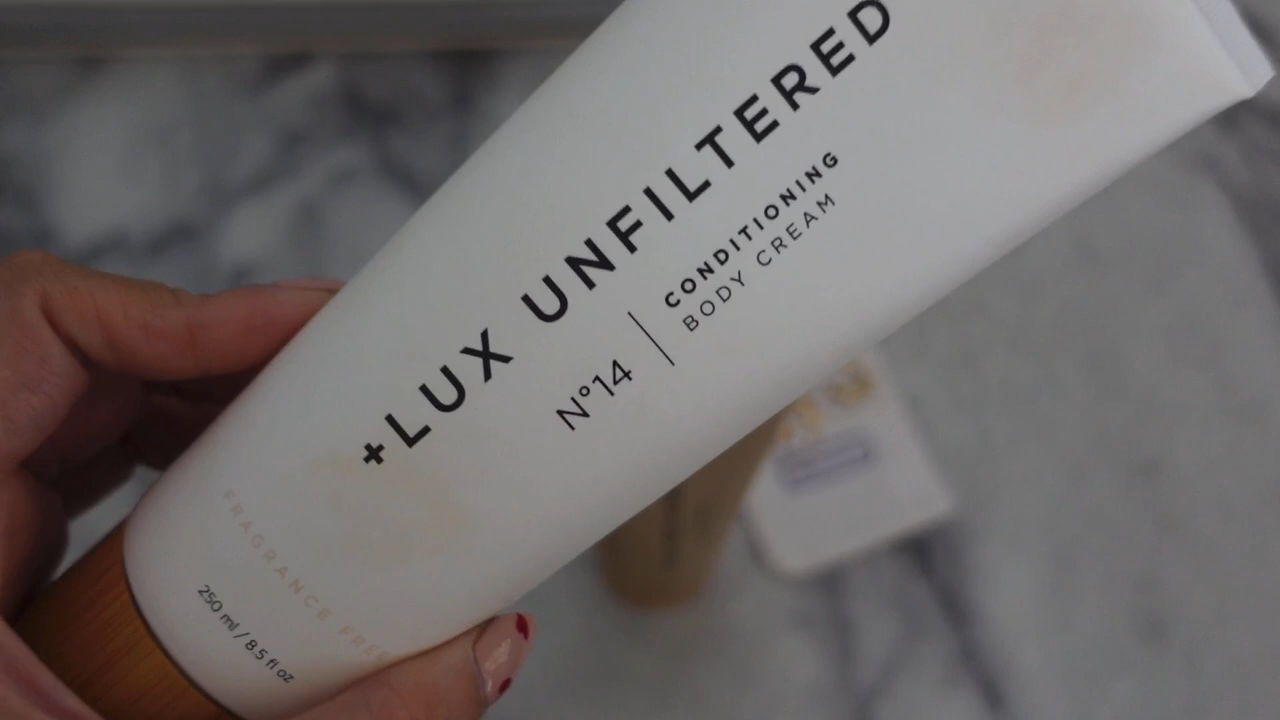 +LUX UNFILTERED
N°14
CONDITIONING
BODY CREAM
FRAGRANCE FREE
250 ml / 8.5 fl oz